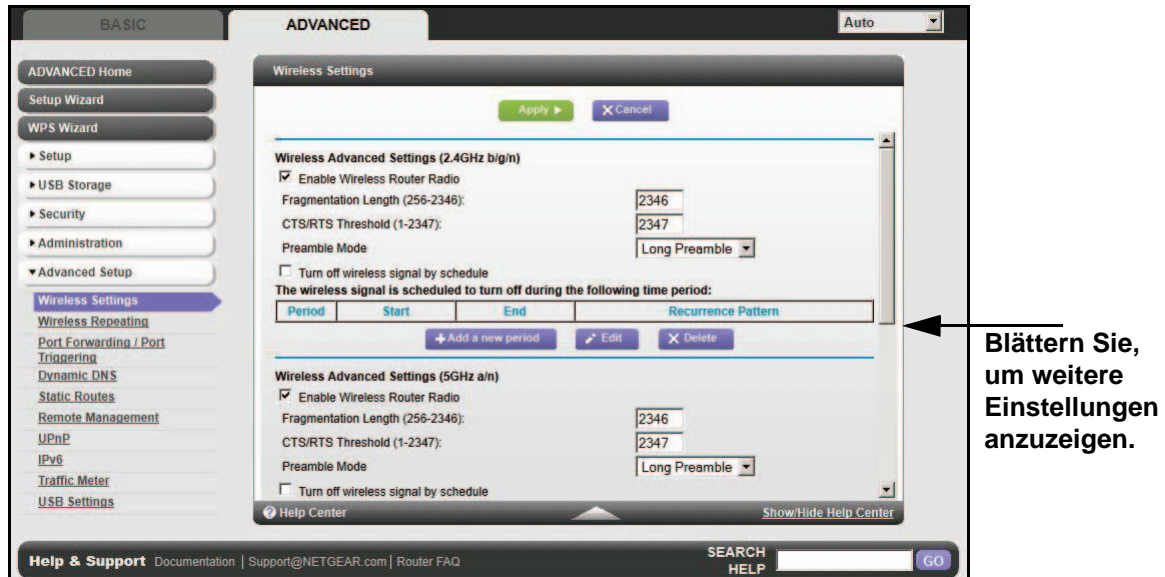 BASIC
ADVANCED
Auto
ADVANCED Home
Setup Wizard
WPS Wizard
Setup
USB Storage
Security
Administration
Advanced Setup
Wireless Settings
Wireless Repeating
Port Forwarding / Port
Triggering
Dynamic DNS
Static Routes
Remote Management
UPnP
IPv6
Traffic Meter
USB Settings
Wireless Settings
Apply
Cancel
Wireless Advanced Settings (2.4GHz b/g/n)
Enable Wireless Router Radio
Fragmentation Length (256-2346): 2346
CTS/RTS Threshold (1-2347): 2347
Preamble Mode Long Preamble
Turn off wireless signal by schedule
The wireless signal is scheduled to turn off during the following time period:
Period Start End Recurrence Pattern
Add a new period Edit Delete
Wireless Advanced Settings (5GHz a/n)
Enable Wireless Router Radio
Fragmentation Length (256-2346): 2346
CTS/RTS Threshold (1-2347): 2347
Preamble Mode Long Preamble
Turn off wireless signal by schedule
Help Center Show/Hide Help Center
Blättern Sie,
um weitere
Einstellungen
anzuzeigen.
Help & Support Documentation | Support@NETGEAR.com | Router FAQ
SEARCH
HELP
GO